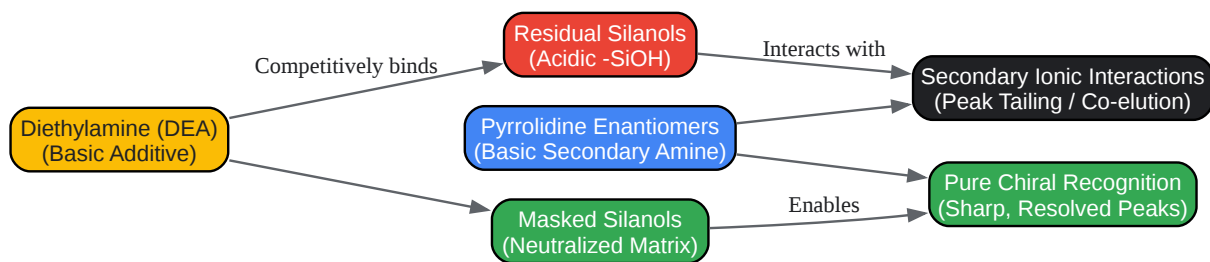 Diethylamine (DEA)
(Basic Additive)
Competitively binds
Residual Silanols
(Acidic -SiOH)
Interacts with
Secondary Ionic Interactions
(Peak Tailing / Co-elution)
Pyrrolidine Enantiomers
(Basic Secondary Amine)
Masked Silanols
(Neutralized Matrix)
Enables
Pure Chiral Recognition
(Sharp, Resolved Peaks)